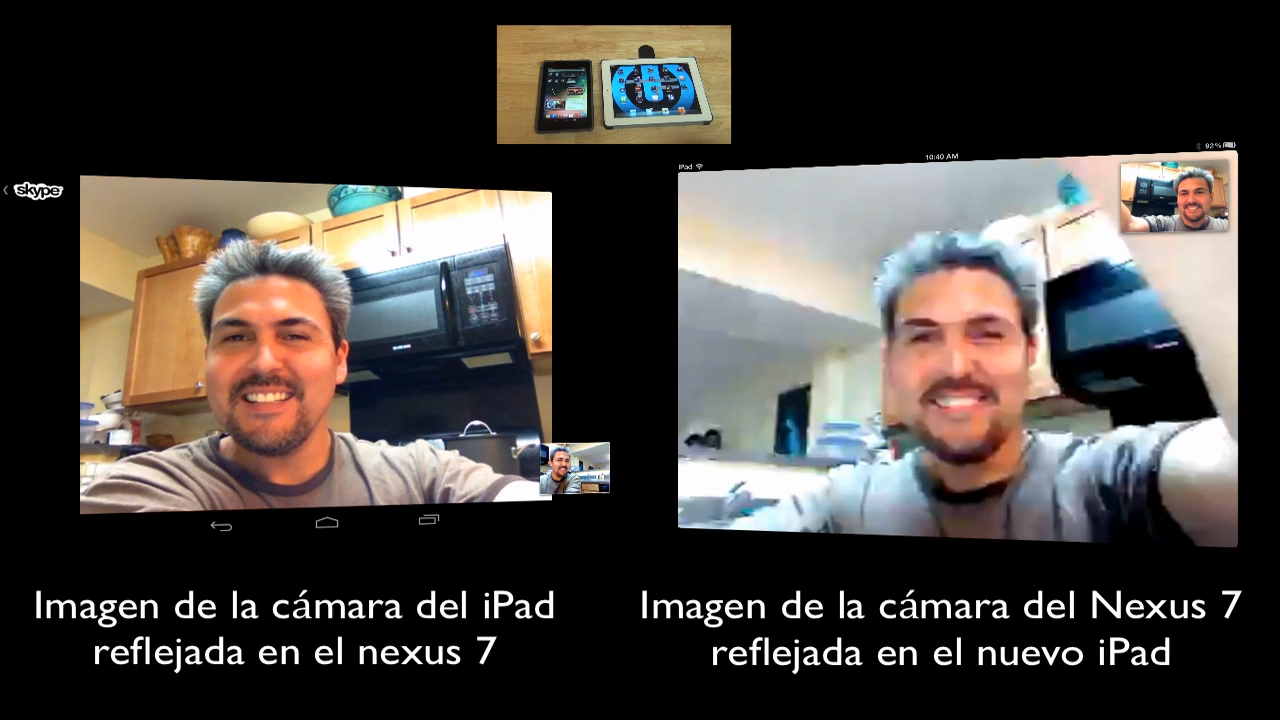 skype
iPad
10:40 AM
92%
Imagen de la cámara del iPad
reflejada en el nexus 7
Imagen de la cámara del Nexus 7
reflejada en el nuevo iPad